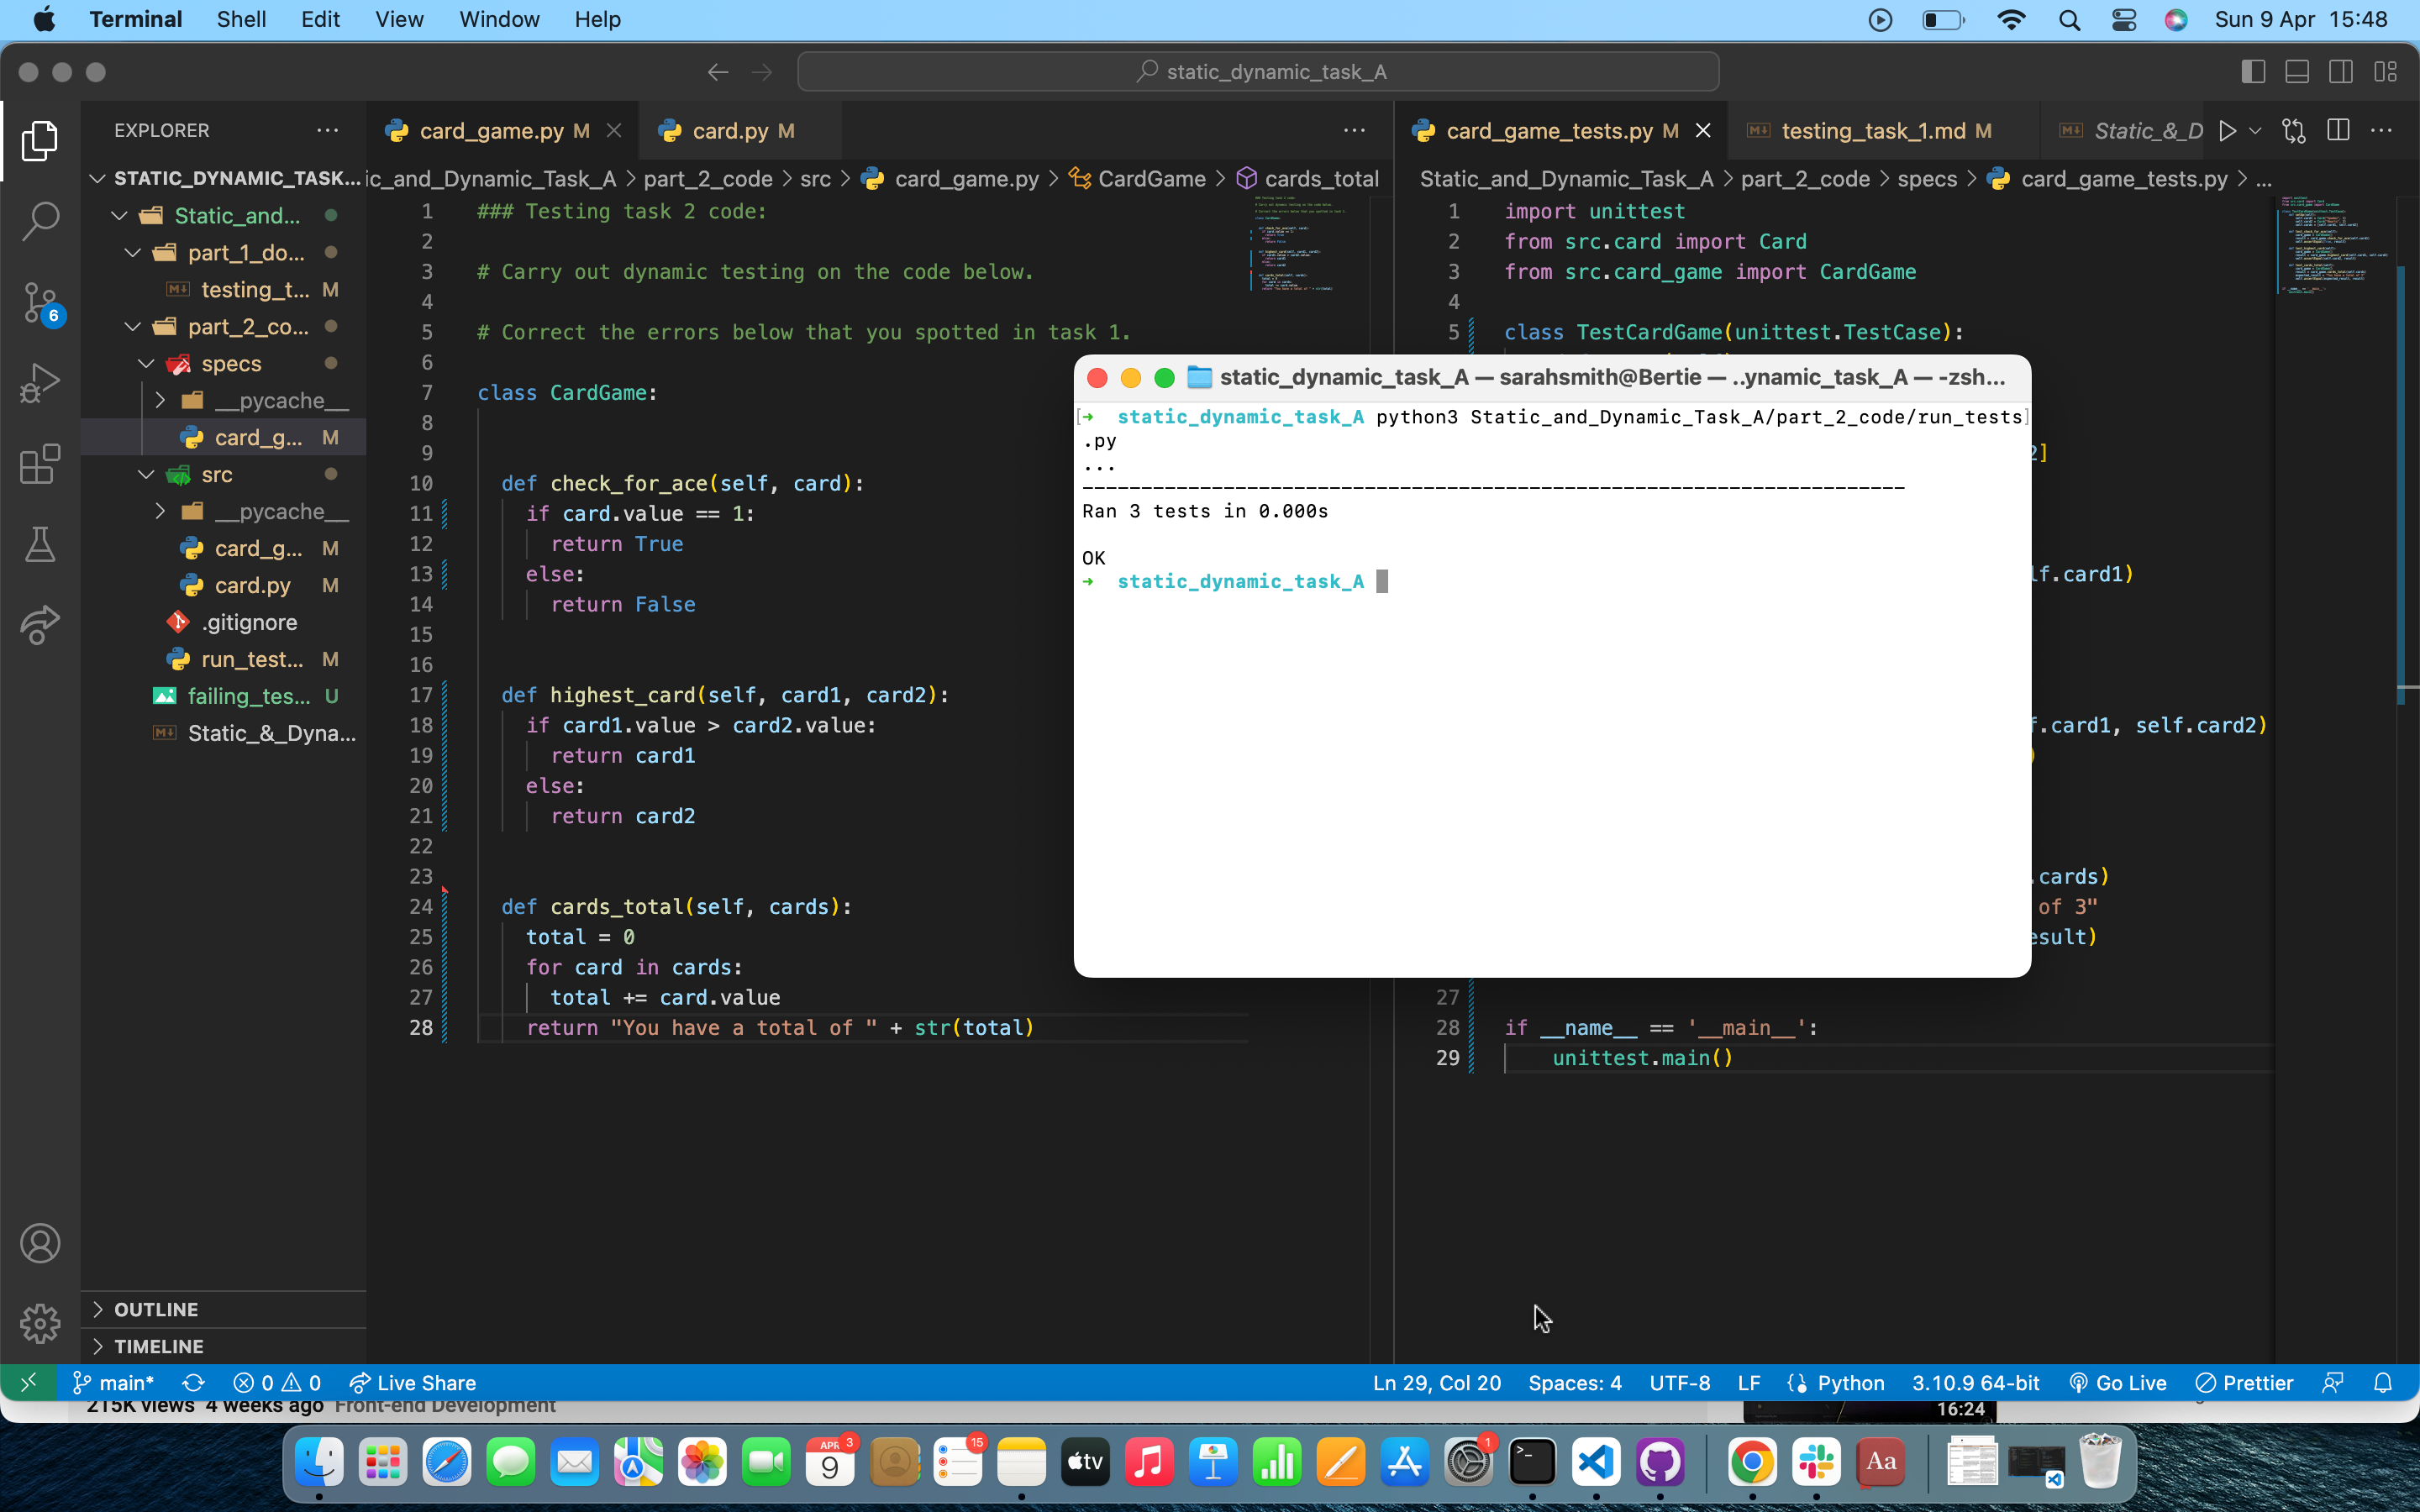 Terminal Shell Edit View Window Help Sun 9 Apr 15:48
static_dynamic_task_A
EXPLORER
STATIC_DYNAMIC_TASK...
Static_and...
part_1_do...
testing_t... M
part_2_co...
specs
__pycache__
card_g... M
src
__pycache__
card_g... M
card.py M
.gitignore
run_test... M
failing_tes... U
Static_&_Dyna...
OUTLINE
TIMELINE
6
card_game.py M
card.py M
ic_and_Dynamic_Task_A > part_2_code > src > card_game.py > CardGame > cards_total
1 ### Testing task 2 code:
2
3 # Carry out dynamic testing on the code below.
4
5 # Correct the errors below that you spotted in task 1.
6
7 class CardGame:
8
9
10 def check_for_ace(self, card):
11 if card.value == 1:
12 return True
13 else:
14 return False
15
16
17 def highest_card(self, card1, card2):
18 if card1.value > card2.value:
19 return card1
20 else:
21 return card2
22
23
24 def cards_total(self, cards):
25 total = 0
26 for card in cards:
27 total += card.value
28 return "You have a total of " + str(total)
card_game_tests.py M
testing_task_1.md M
Static_&_D
Static_and_Dynamic_Task_A > part_2_code > specs > card_game_tests.py > ...
1 import unittest
2 from src.card import Card
3 from src.card_game import CardGame
4
5 class TestCardGame(unittest.TestCase):
2]
lf.card1)
f.card1, self.card2)
)
.cards)
of 3"
esult)
27
28 if __name__ == '__main__':
29 unittest.main()
static_dynamic_task_A — sarahsmith@Bertie — ..ynamic_task_A — -zsh...
[➜ static_dynamic_task_A python3 Static_and_Dynamic_Task_A/part_2_code/run_tests]
.py
...
----------------------------------------------------------------------
Ran 3 tests in 0.000s
OK
➜ static_dynamic_task_A
main* 0 0 Live Share Ln 29, Col 20 Spaces: 4 UTF-8 LF Python 3.10.9 64-bit Go Live Prettier
215K views 4 weeks ago Front-end Development
16:24
APR 9
3
15
tv
1
>_
Aa